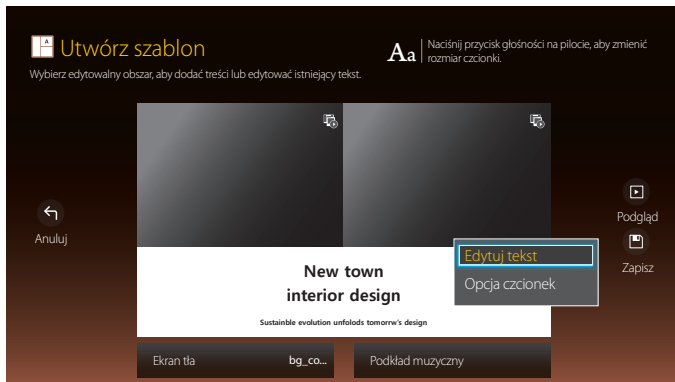 Utwórz szablon
Wybierz edytowalny obszar, aby dodać treści lub edytować istniejący tekst.
Aa
Naciśnij przycisk głośności na pilocie, aby zmienić
rozmiar czcionki.
Anuluj
Podgląd
Zapisz
Edytuj tekst
Opcja czcionek
New town
interior design
Sustainble evolution unfolods tomorrw's design
Ekran tła bg_co...
Podkład muzyczny